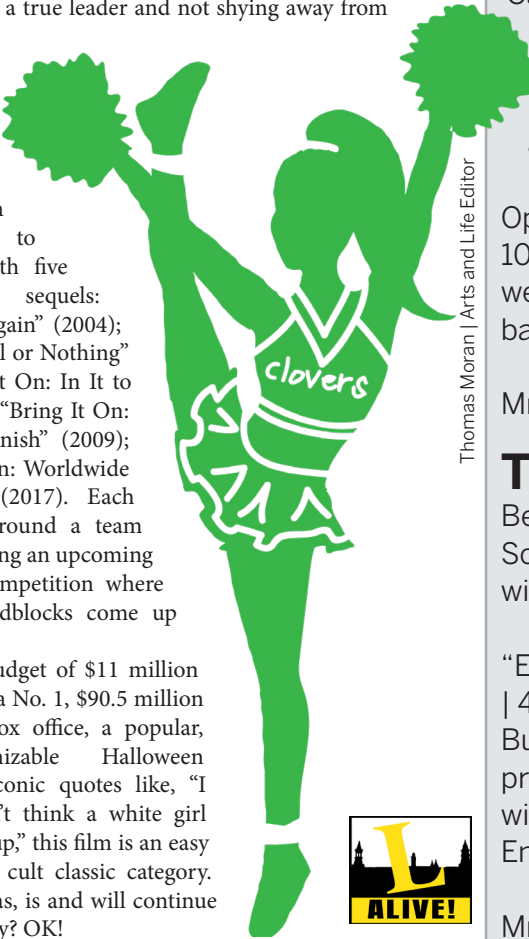 a true leader and not shying away from
to
th five
sequels:
gain” (2004);
l or Nothing”
t On: In It to
“Bring It On:
nish” (2009);
n: Worldwide
(2017). Each
round a team
ng an upcoming
mpetition where
dblocks come up
udget of $11 million
a No. 1, $90.5 million
ox office, a popular,
nizable Halloween
conic quotes like, “I
’t think a white girl
up,” this film is an easy
cult classic category.
as, is and will continue
y? OK!
clovers
Thomas Moran | Arts and Life Editor
L
ALIVE!
Op
10
we
ba
Mr
T
Be
So
wi
“E
| 4
Bu
pr
wi
En
Mu